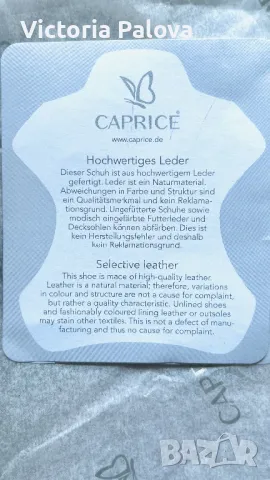 Victoria Palova
CAPRICE®
www.caprice.de
Hochwertiges Leder
Dieser Schuh ist aus hochwertigem Leder
gefertigt. Leder ist ein Naturmaterial.
Abweichungen in Farbe und Struktur sind
ein Qualitätsmerkmal und kein Reklama-
tionsgrund. Ungefütterte Schuhe sowie
modisch eingefärbte Futterleder und
Decksohlen können abfärben. Dies ist
kein Herstellungsfehler und deshalb
kein Reklamationsgrund.
Selective leather
This shoe is made of high-quality leather.
Leather is a natural material; therefore, variations
in colour and structure are not a cause for complaint,
but rather a quality characteristic. Unlined shoes
and fashionably coloured lining leather or outsoles
may stain other textiles. This is not a defect of manu-
facturing and thus no cause for complaint.
CAPRICE
bazar.bg